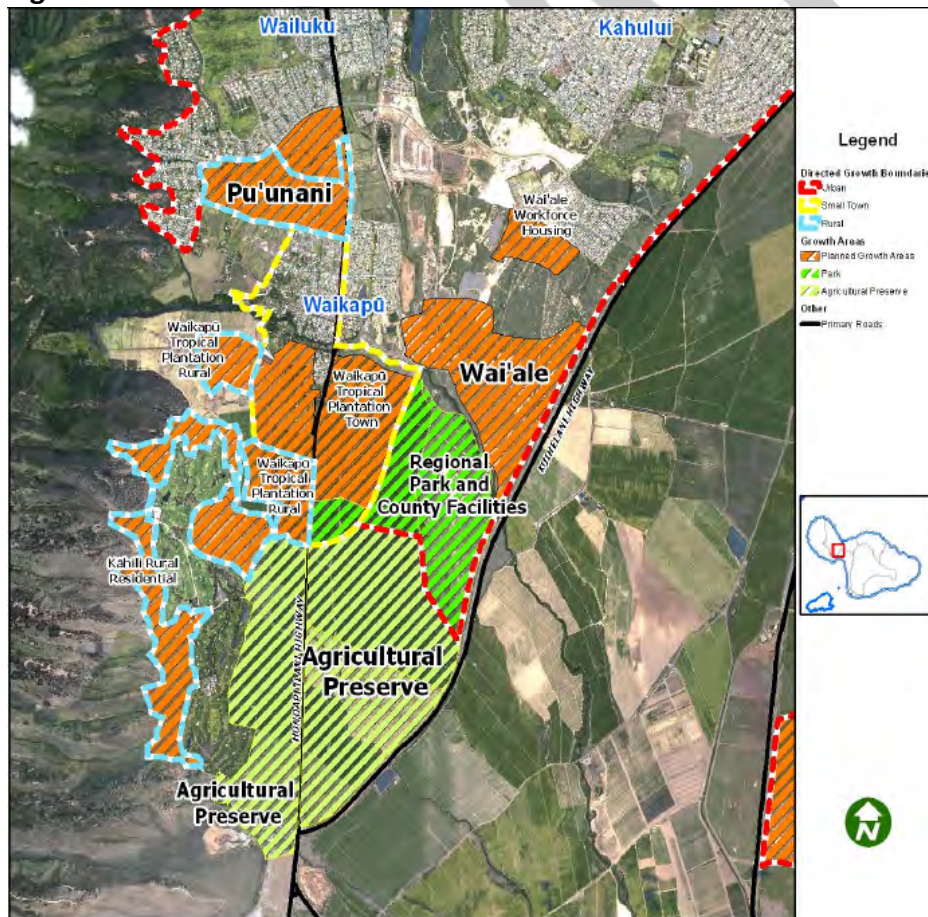 Wailuku
Kahului
Pu'unani
Wai'ale
Workforce
Housing
Waikapū
Waikapū
Tropical
Plantation
Rural
Waikapū
Tropical
Plantation
Town
Wai'ale
KUIHELANI HIGHWAY
Waikapū
Tropical
Plantation
Rural
Regional
Park and
County Facilities
Kāhili Rural
Residential
HONOAPIILANI HIGHWAY
Agricultural
Preserve
Agricultural
Preserve
Legend
Directed Growth Boundarie
Urban
Small Town
Rural
Growth Areas
Planned Growth Areas
Park
Agricultural Preserve
Other
Primary Roads
N